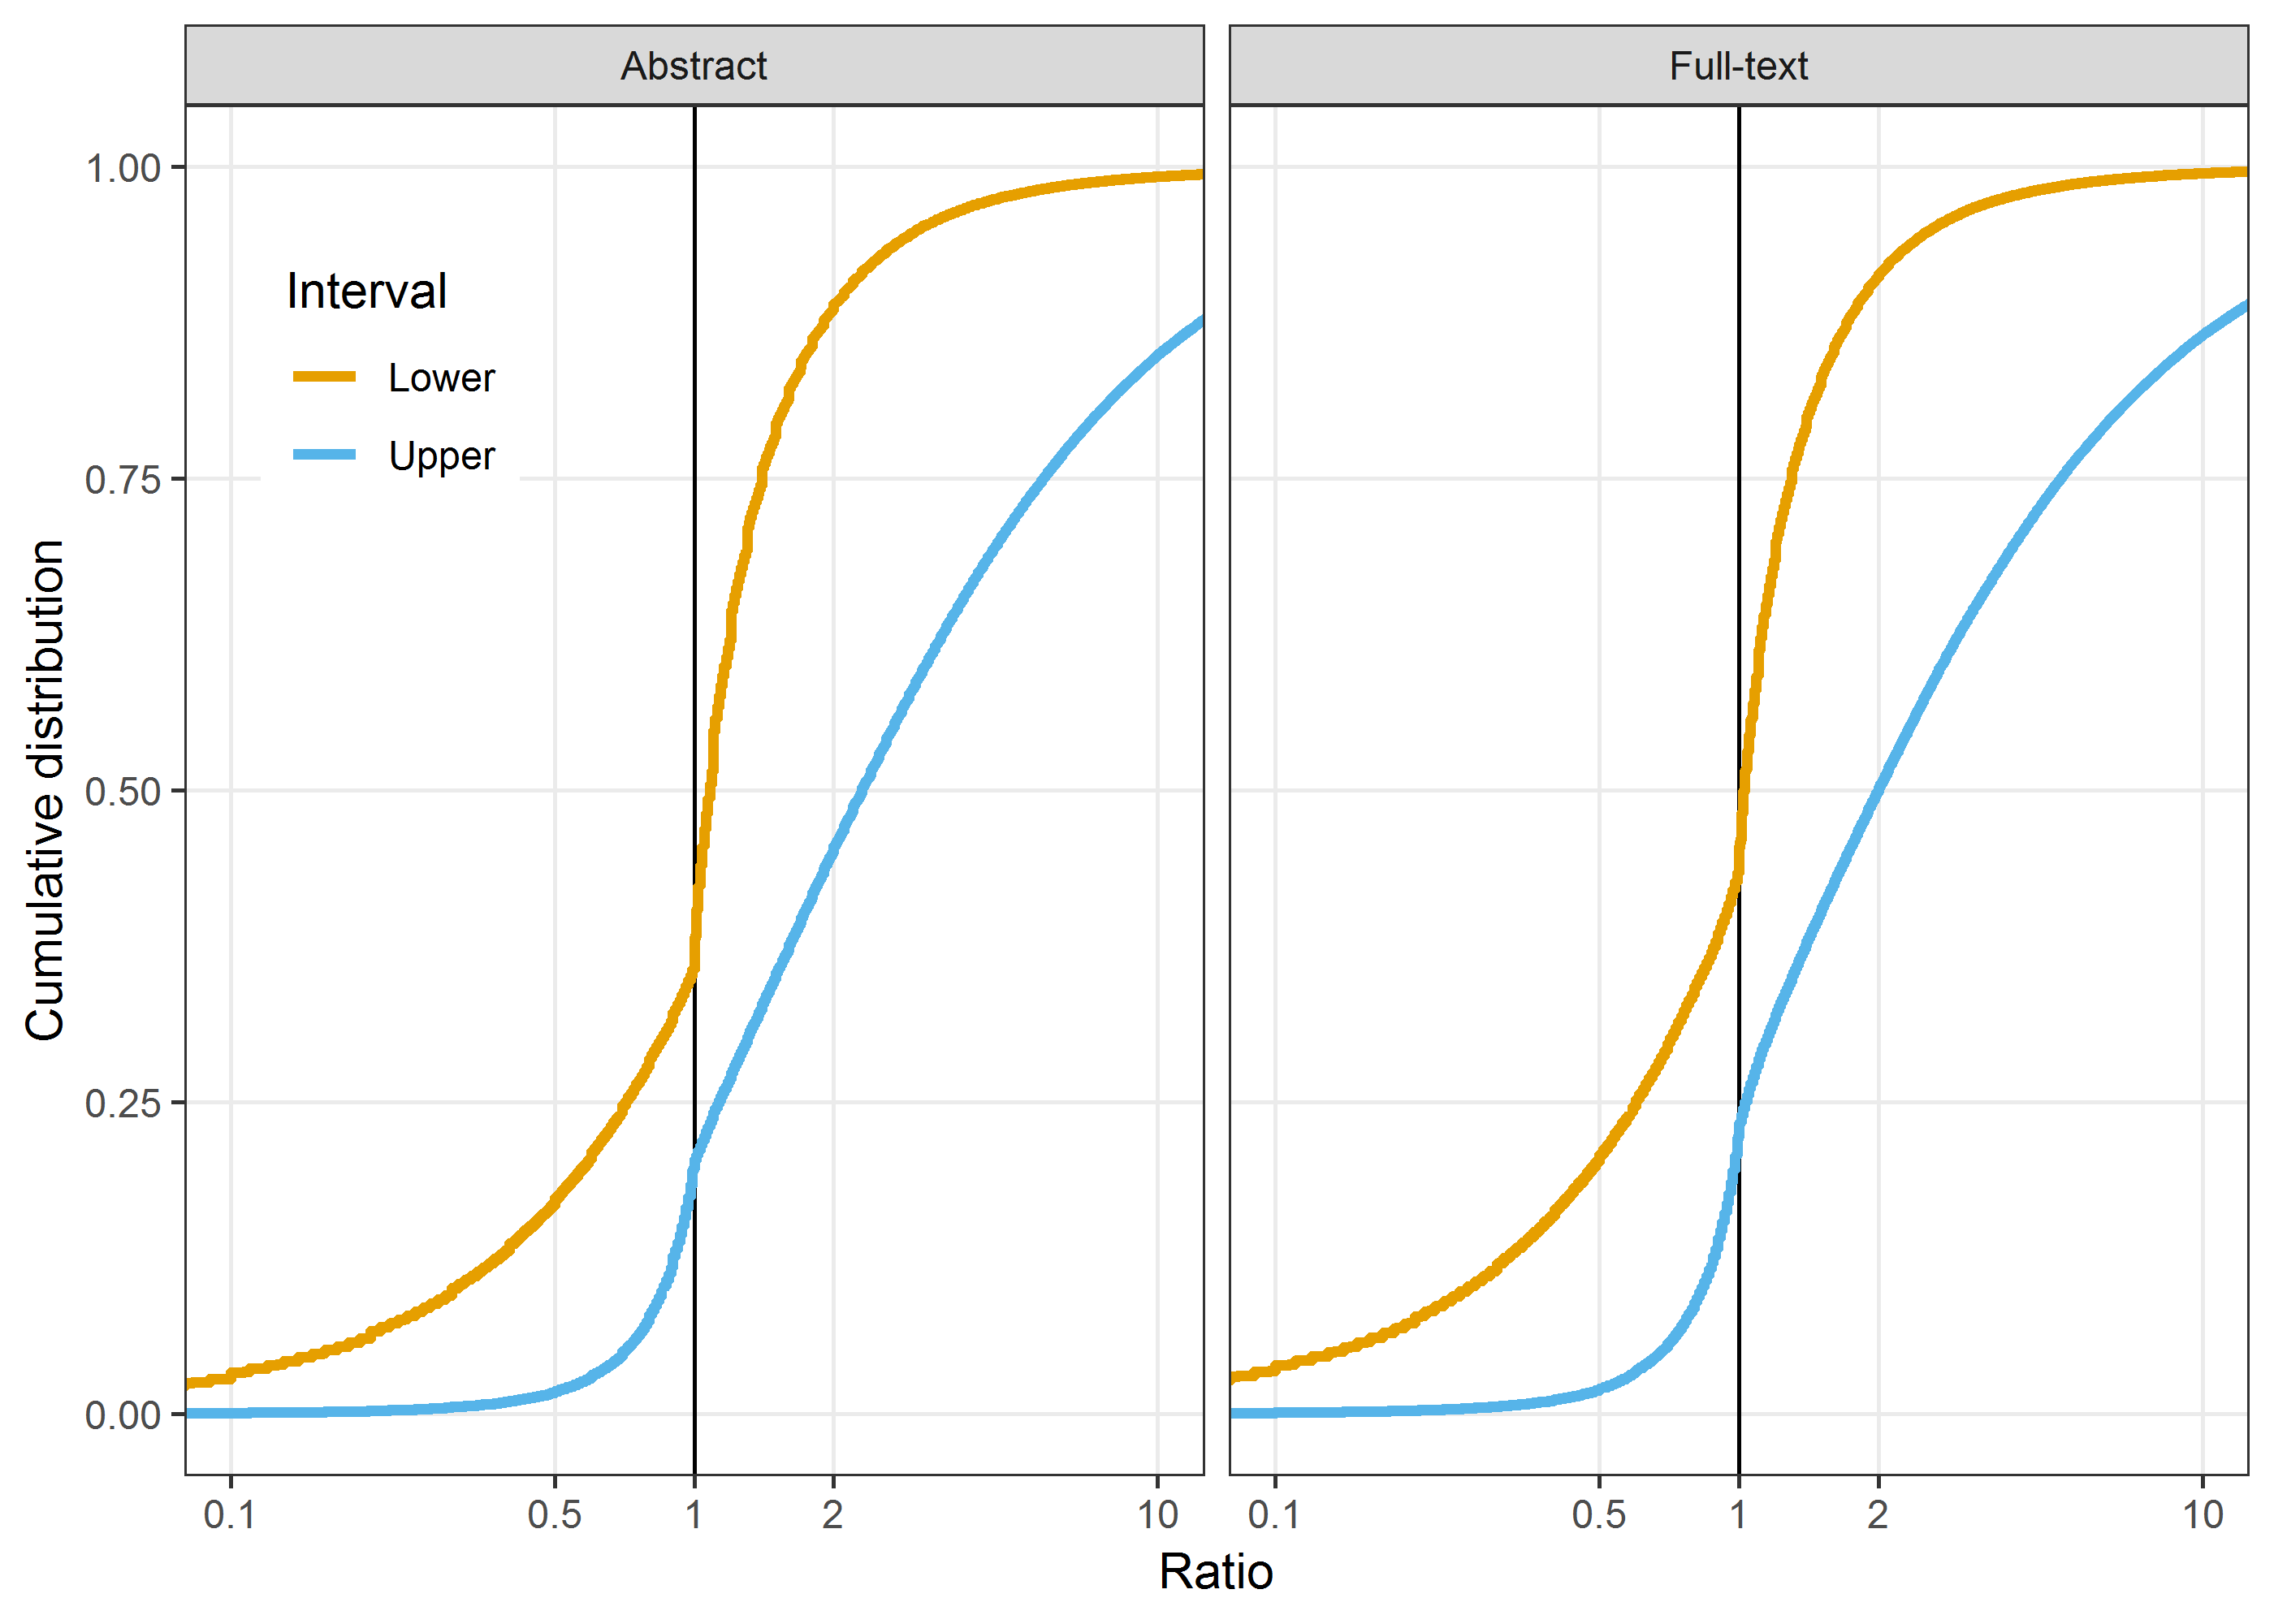 Abstract
Full-text
Interval
Lower
Upper
Cumulative distribution
1.00
0.75
0.50
0.25
0.00
0.1 0.5 1 2 10
0.1 0.5 1 2 10
Ratio